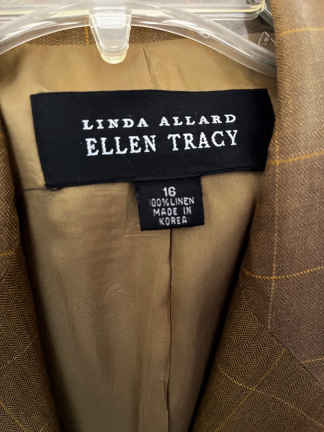 LINDA ALLARD
ELLEN TRACY
16
100% LINEN
MADE IN
KOREA